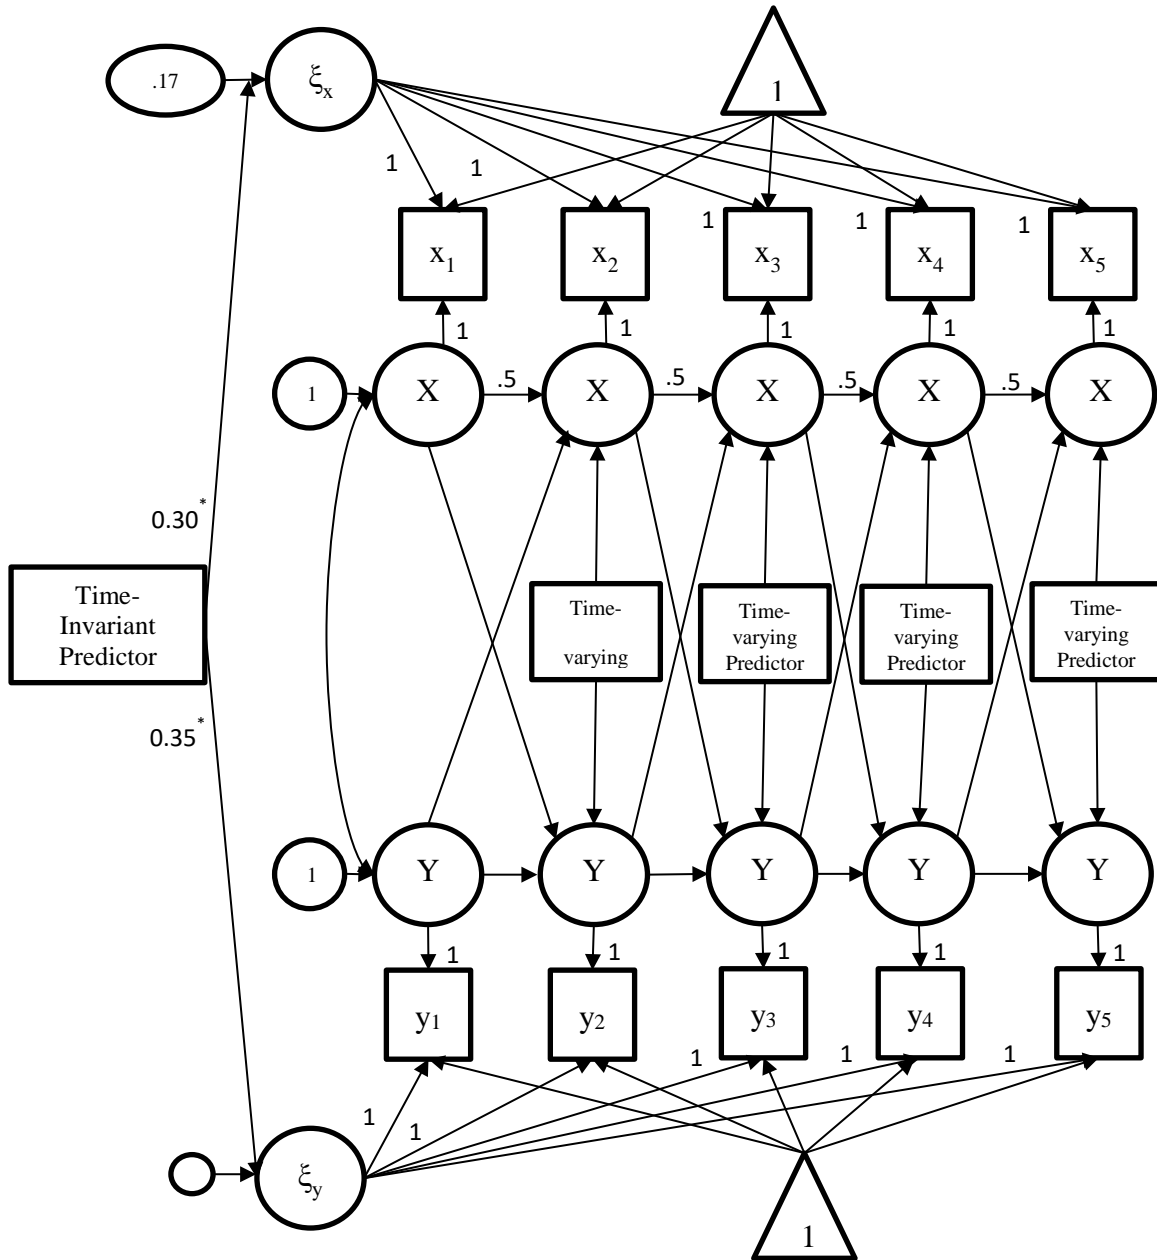 .17
ξx
1
1
1
1
1
1
x1
x2
x3
x4
x5
1
1
1
1
1
1
X
.5
X
.5
X
.5
X
.5
X
0.30*
Time-
Invariant
Predictor
0.35*
Time-
varying
Time-
varying
Predictor
Time-
varying
Predictor
Time-
varying
Predictor
1
Y
Y
Y
Y
Y
1
1
1
1
1
y1
y2
y3
y4
y5
1
1
1
1
1
ξy
1